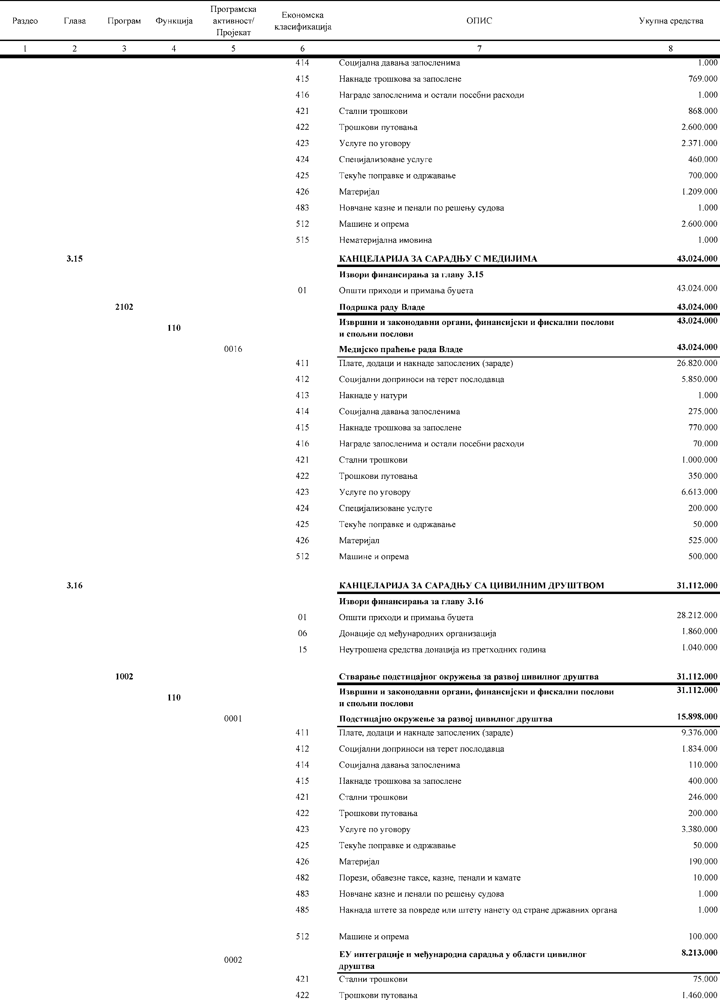 Раздео Глава Програм Функција Програмска активност/ Пројекат Економска класификација ОПИС Укупна средства
1 2 3 4 5 6 7 8
414 Социјална давања запосленима 1.000
415 Накнаде трошкова за запослене 769.000
416 Награде запосленима и остали посебни расходи 1.000
421 Стални трошкови 868.000
422 Трошкови путовања 2.600.000
423 Услуге по уговору 2.371.000
424 Специјализоване услуге 460.000
425 Текуће поправке и одржавање 700.000
426 Материјал 1.209.000
483 Новчане казне и пенали по решењу судова 1.000
512 Машине и опрема 2.600.000
515 Нематеријална имовина 1.000
3.15 КАНЦЕЛАРИЈА ЗА САРАДЊУ С МЕДИЈИМА 43.024.000
Извори финансирања за главу 3.15
01 Општи приходи и примања буџета 43.024.000
2102 Подршка раду Владе 43.024.000
110 Извршни и законодавни органи, финансијски и фискални послови 43.024.000
и спољни послови
0016 Медијско праћење рада Владе 43.024.000
411 Плате, додаци и накнаде запослених (зараде) 26.820.000
412 Социјални доприноси на терет послодавца 5.850.000
413 Накнаде у натури 1.000
414 Социјална давања запосленима 275.000
415 Накнаде трошкова за запослене 770.000
416 Награде запосленима и остали посебни расходи 70.000
421 Стални трошкови 1.000.000
422 Трошкови путовања 350.000
423 Услуге по уговору 6.613.000
424 Специјализоване услуге 200.000
425 Текуће поправке и одржавање 50.000
426 Материјал 525.000
512 Машине и опрема 500.000
3.16 КАНЦЕЛАРИЈА ЗА САРАДЊУ СА ЦИВИЛНИМ ДРУШТВОМ 31.112.000
Извори финансирања за главу 3.16
01 Општи приходи и примања буџета 28.212.000
06 Донације од међународних организација 1.860.000
15 Неутрошена средства донација из претходних година 1.040.000
1002 Стварање подстицајног окружења за развој цивилног друштва 31.112.000
110 Извршни и законодавни органи, финансијски и фискални послови 31.112.000
и спољни послови
0001 Подстицајно окружење за развој цивилног друштва 15.898.000
411 Плате, додаци и накнаде запослених (зараде) 9.376.000
412 Социјални доприноси на терет послодавца 1.834.000
414 Социјална давања запосленима 110.000
415 Накнаде трошкова за запослене 400.000
421 Стални трошкови 246.000
422 Трошкови путовања 200.000
423 Услуге по уговору 3.380.000
425 Текуће поправке и одржавање 50.000
426 Материјал 190.000
482 Порези, обавезне таксе, казне, пенали и камате 10.000
483 Новчане казне и пенали по решењу судова 1.000
485 Накнада штете за повреде или штету нанету од стране државних органа 1.000
512 Машине и опрема 100.000
0002 ЕУ интеграције и међународна сарадња у области цивилног 8.213.000
друштва
421 Стални трошкови 75.000
422 Трошкови путовања 1.460.000